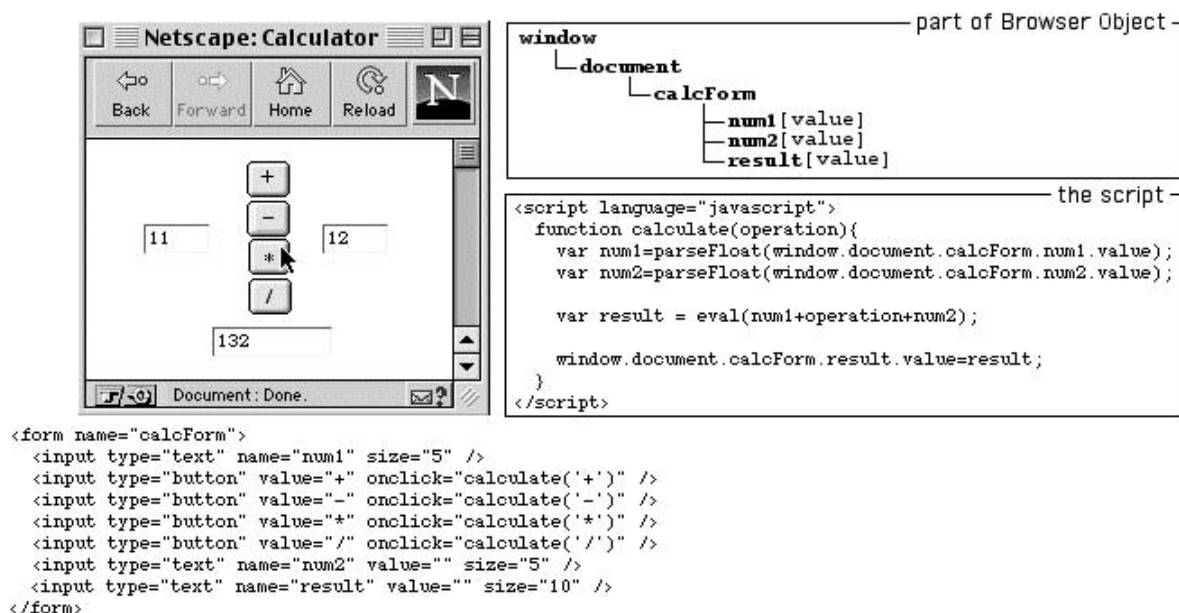 Netscape: Calculator
Back
Forward
Home
Reload
N
+
-
11
12
*
/
132
Document: Done.
part of Browser Object
window
document
calcForm
num1[value]
num2[value]
result[value]
the script
<script language="javascript">
function calculate(operation){
var num1=parseFloat(window.document.calcForm.num1.value);
var num2=parseFloat(window.document.calcForm.num2.value);
var result = eval(num1+operation+num2);
window.document.calcForm.result.value=result;
}
</script>
<form name="calcForm">
<input type="text" name="num1" size="5" />
<input type="button" value="+" onclick="calculate('+')" />
<input type="button" value="-" onclick="calculate('-')" />
<input type="button" value="*" onclick="calculate('*')" />
<input type="button" value="/" onclick="calculate('/')" />
<input type="text" name="num2" value="" size="5" />
<input type="text" name="result" value="" size="10" />
</form>